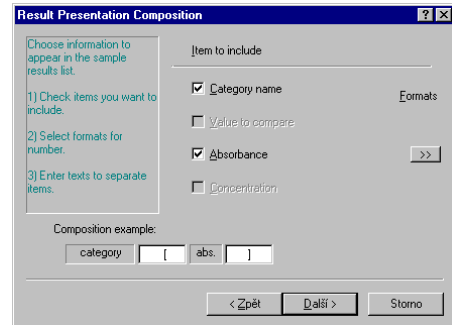 Result Presentation Composition
Choose information to
appear in the sample
results list.
1) Check items you want to
include.
2) Select formats for
number.
3) Enter texts to separate
items.
Item to include
Category name
Formats
Value to compare
Absorbance
>>
Concentration
Composition example:
category [ abs. ]
< Zpět Další > Storno